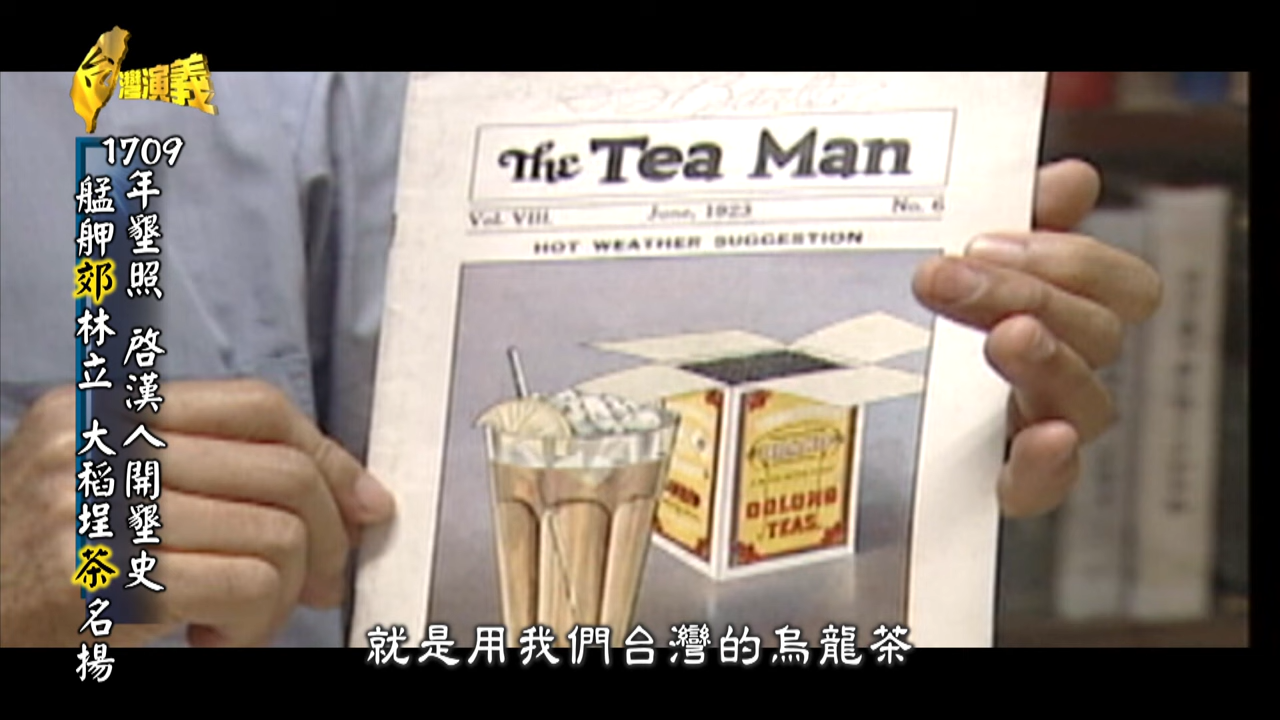 台灣演義
1709年墾照 啓漢人開墾史
艋舺郊林立 大稻埕茶名揚
The Tea Man
Vol. VIII. June, 1923 No. 6
HOT WEATHER SUGGESTION
OOLONG
TEAS.
就是用我們台灣的烏龍茶